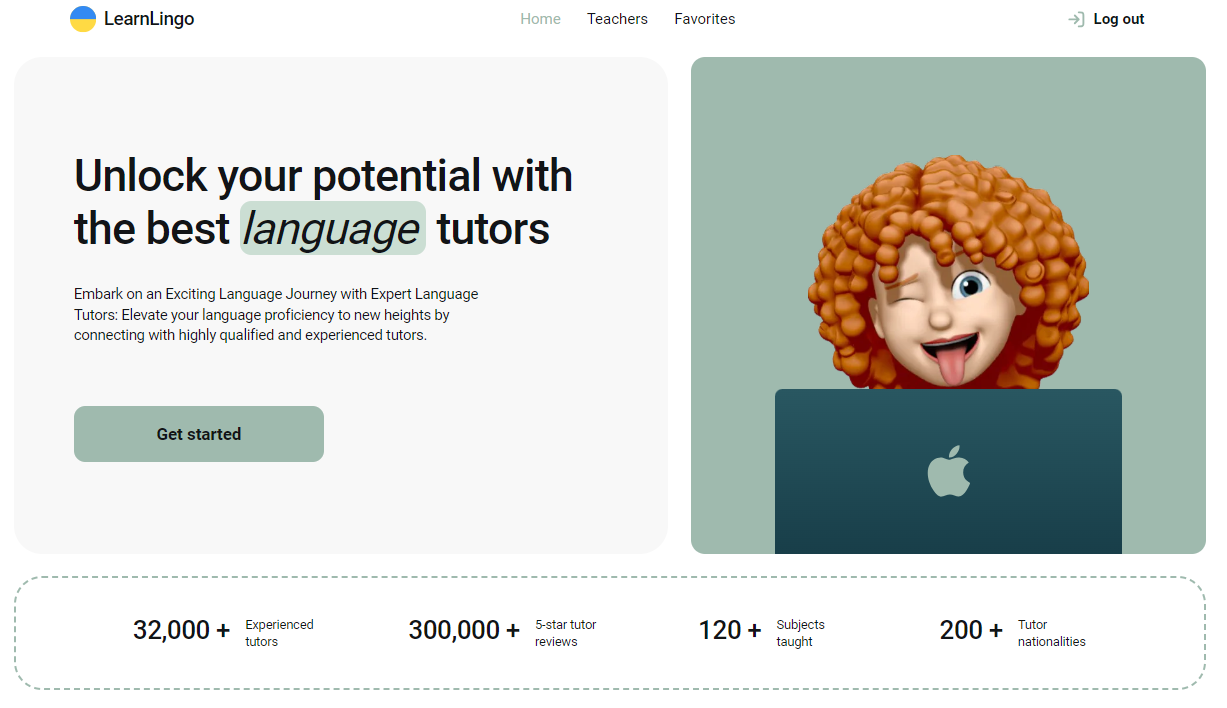 LearnLingo
Home
Teachers
Favorites
Log out
Unlock your potential with
the best language tutors
Embark on an Exciting Language Journey with Expert Language
Tutors: Elevate your language proficiency to new heights by
connecting with highly qualified and experienced tutors.
Get started
32,000 +
Experienced
tutors
300,000 +
5-star tutor
reviews
120 +
Subjects
taught
200 +
Tutor
nationalities